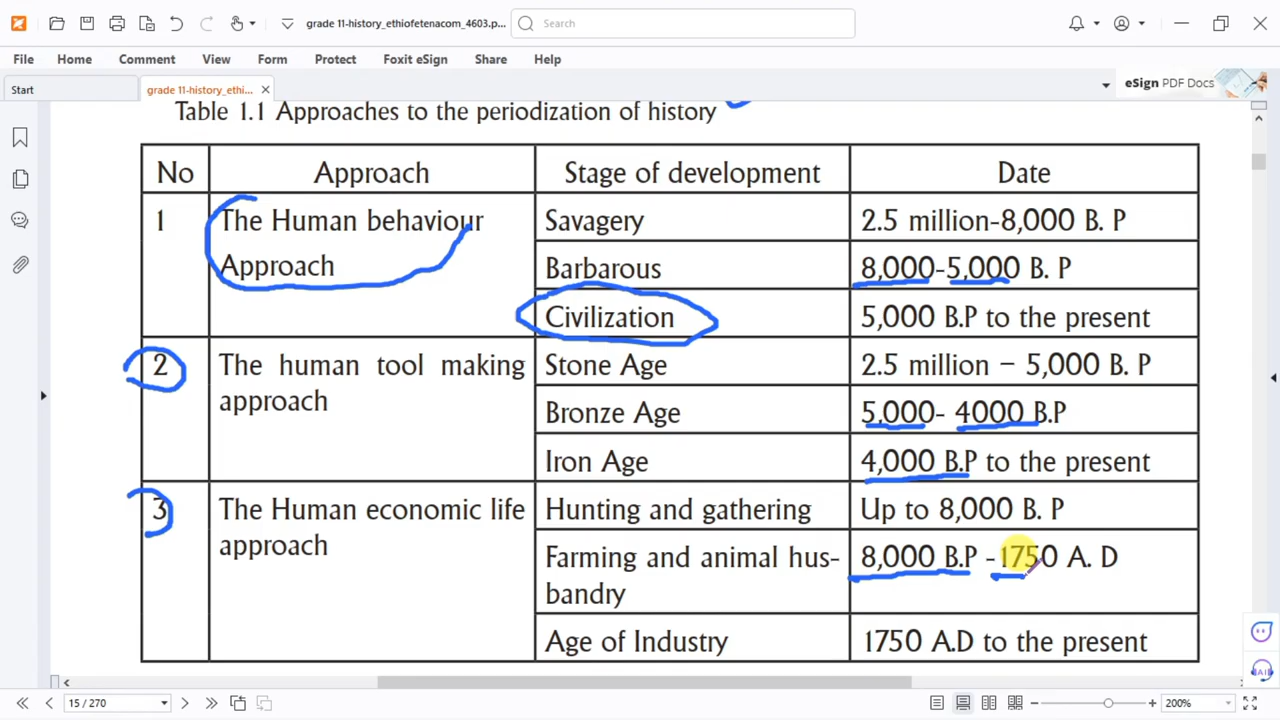 grade 11-history_ethiofetenacom_4603.p...
Search
File Home Comment View Form Protect Foxit eSign Share Help
Start
grade 11-history_ethi...
eSign PDF Docs
Table 1.1 Approaches to the periodization of history
No Approach Stage of development Date
1 The Human behaviour Savagery 2.5 million-8,000 B. P
Approach Barbarous 8,000-5,000 B. P
Civilization 5,000 B.P to the present
2 The human tool making Stone Age 2.5 million – 5,000 B. P
approach Bronze Age 5,000- 4000 B.P
Iron Age 4,000 B.P to the present
3 The Human economic life Hunting and gathering Up to 8,000 B. P
approach Farming and animal hus- 8,000 B.P -1750 A. D
bandry
Age of Industry 1750 A.D to the present
15 / 270
200%